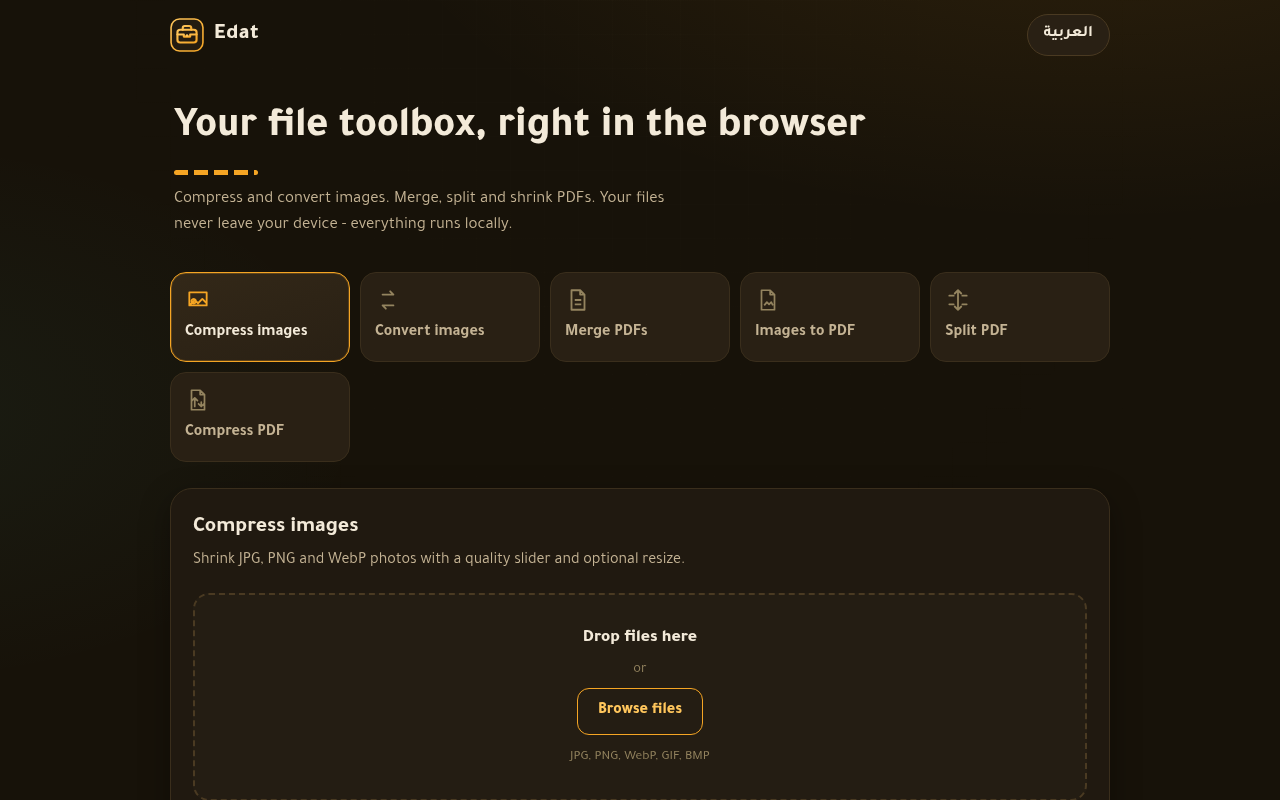 Edat
العربية
Your file toolbox, right in the browser
Compress and convert images. Merge, split and shrink PDFs. Your files
never leave your device - everything runs locally.
Compress images
Convert images
Merge PDFs
Images to PDF
Split PDF
Compress PDF
Compress images
Shrink JPG, PNG and WebP photos with a quality slider and optional resize.
Drop files here
or
Browse files
JPG, PNG, WebP, GIF, BMP